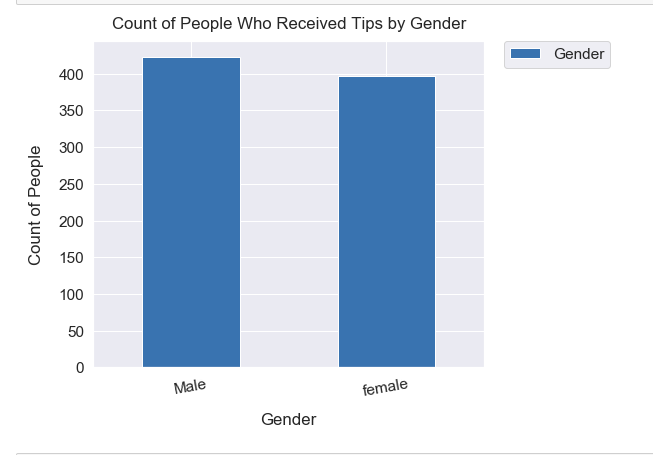 Count of People Who Received Tips by Gender
Gender
400
350
300
250
200
150
100
50
0
Count of People
Male
female
Gender